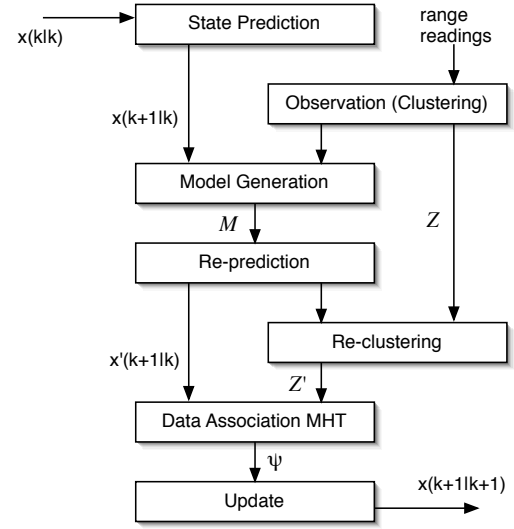 State Prediction
x(k|k)
range
readings
x(k+1|k)
Observation (Clustering)
Model Generation
M
Z
Re-prediction
x'(k+1|k)
Re-clustering
Z'
Data Association MHT
ψ
x(k+1|k+1)
Update